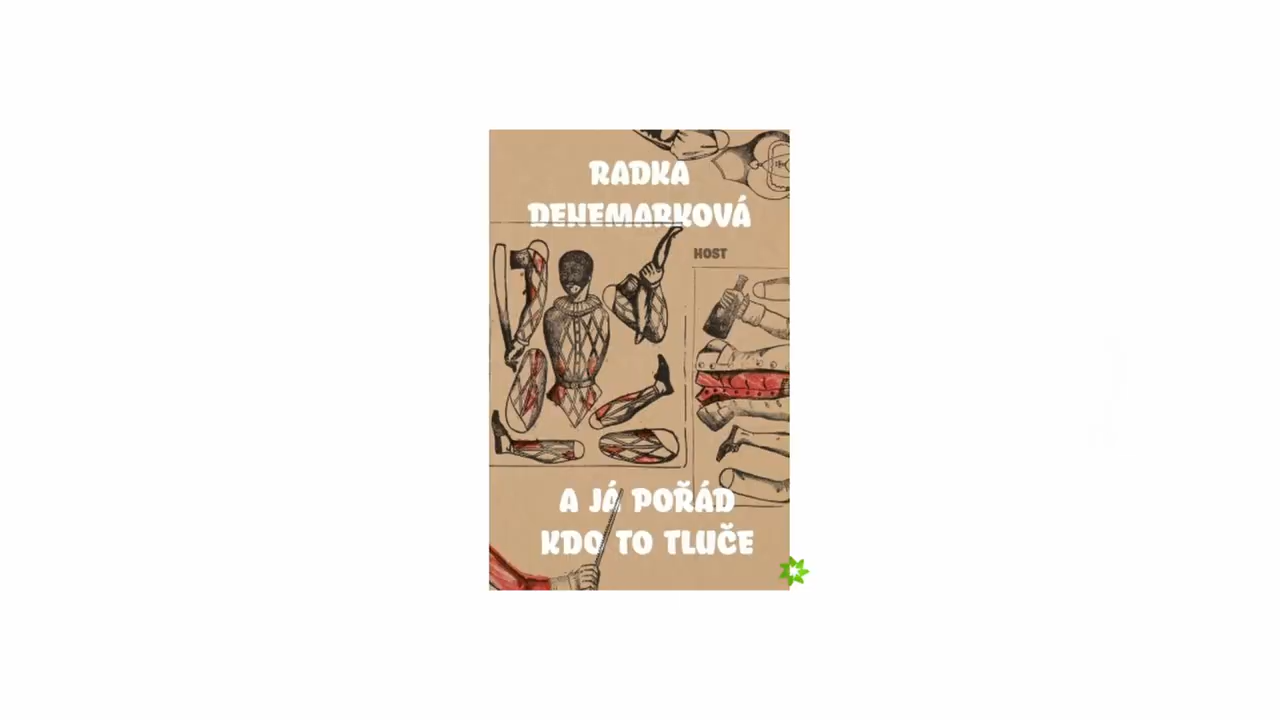 RADKA
DENEMARKOVÁ
HOST
A JÁ POŘÁD
KDO TO TLUČE